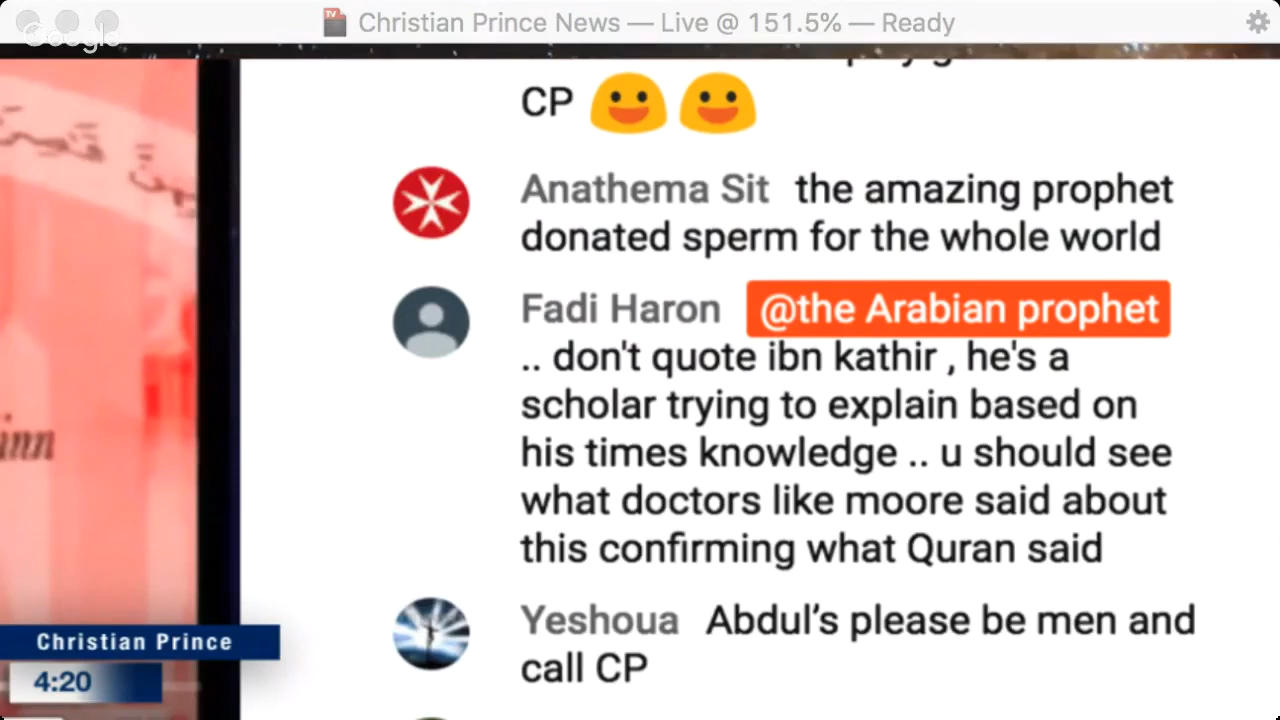 Christian Prince News — Live @ 151.5% — Ready
Google
CP
Anathema Sit the amazing prophet
donated sperm for the whole world
Fadi Haron @the Arabian prophet
.. don't quote ibn kathir , he's a
scholar trying to explain based on
his times knowledge .. u should see
what doctors like moore said about
this confirming what Quran said
Yeshoua Abdul’s please be men and
call CP
Christian Prince
4:20